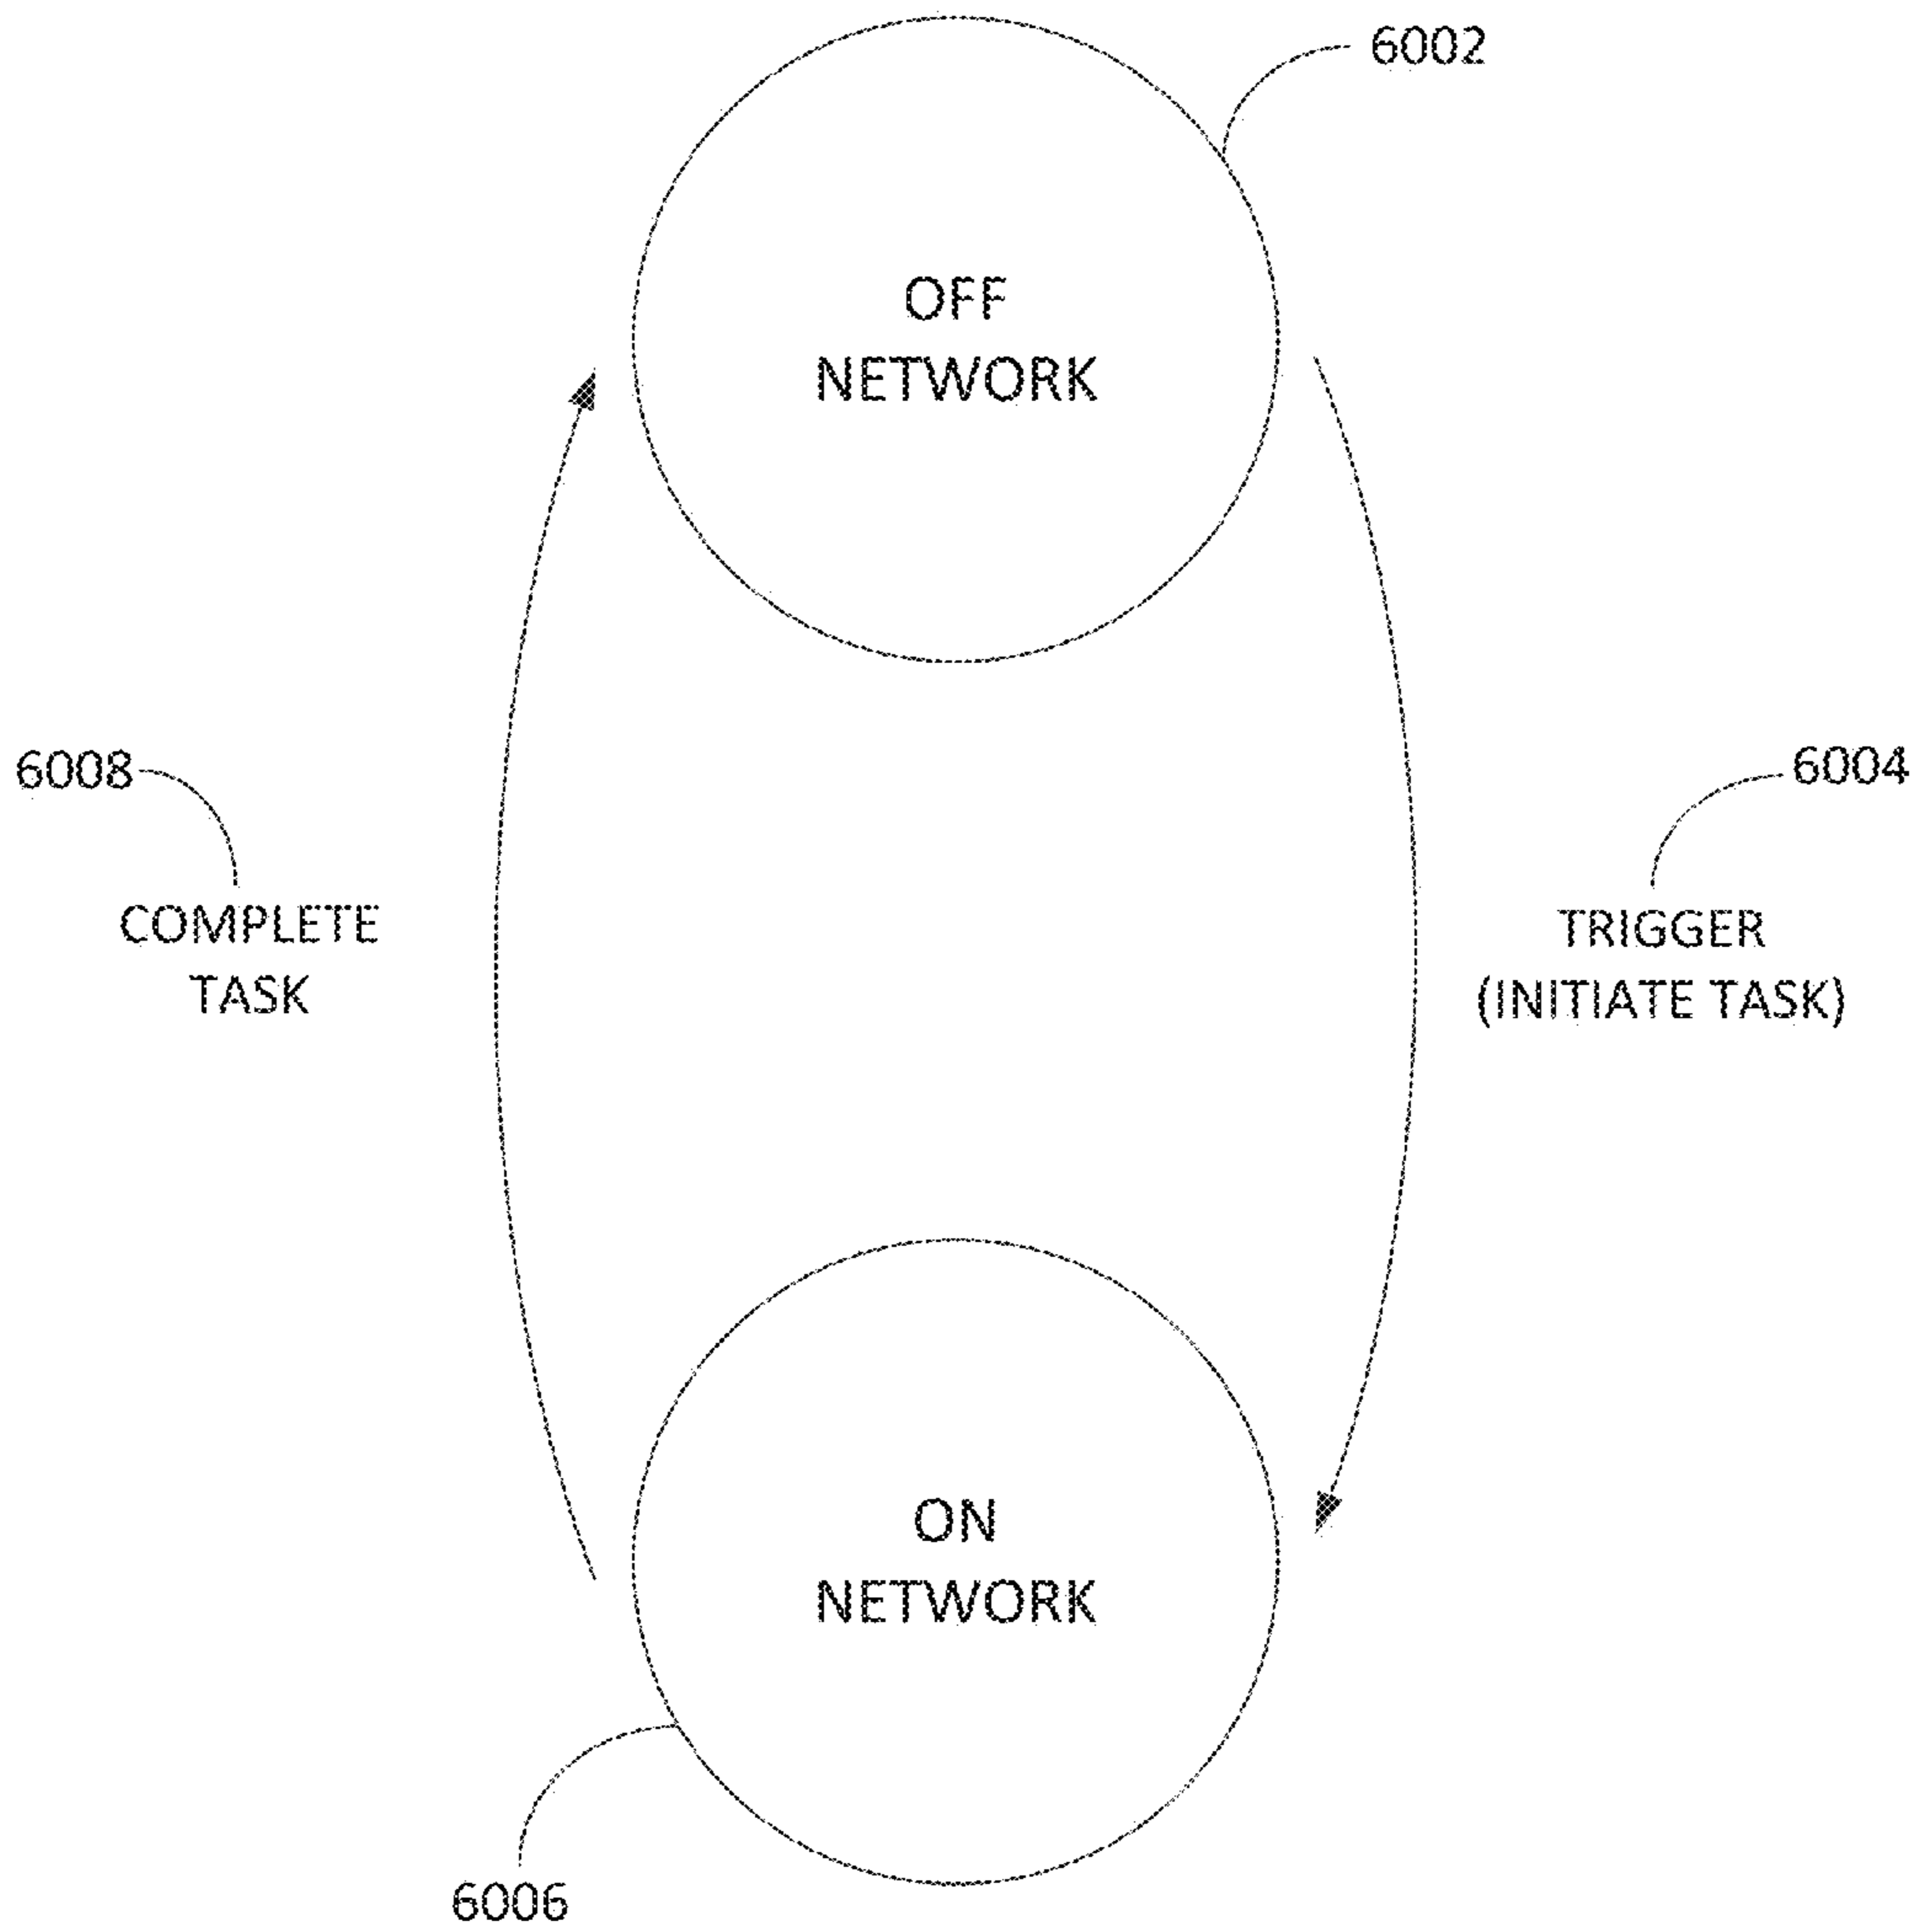 6002
OFF
NETWORK
6008
6004
COMPLETE
TASK
TRIGGER
(INITIATE TASK)
ON
NETWORK
6006